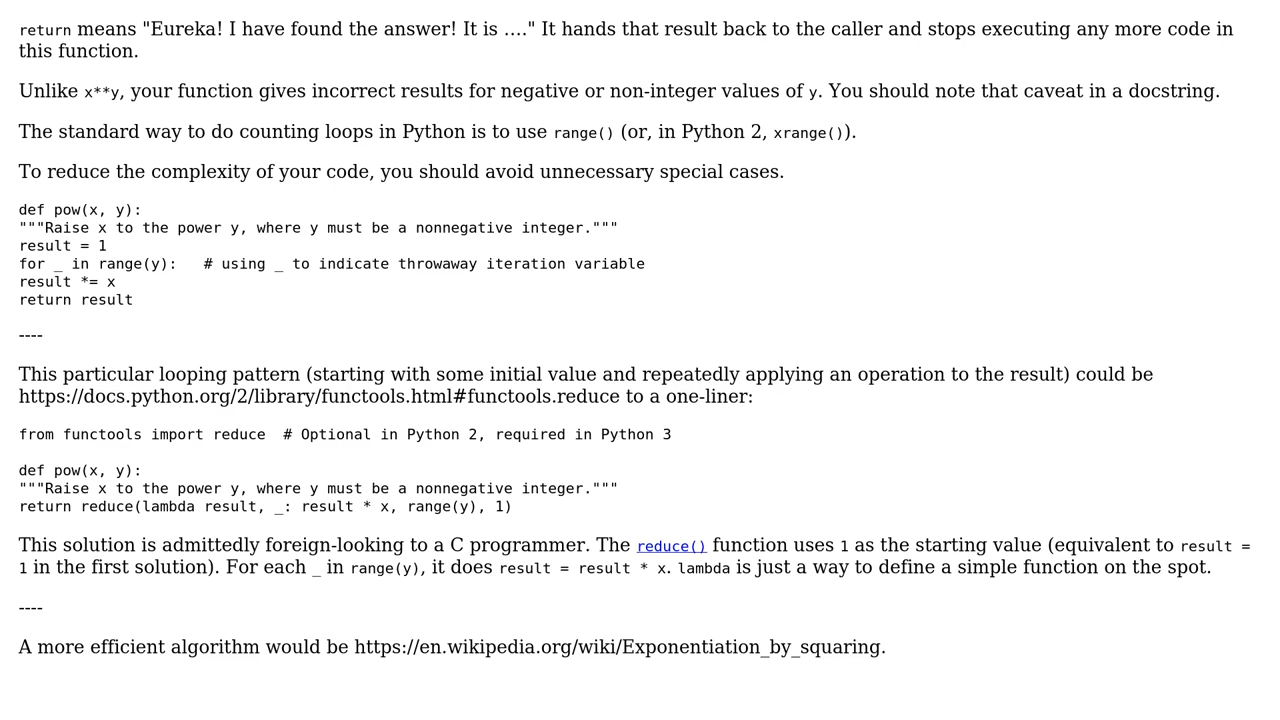 return means "Eureka! I have found the answer! It is …." It hands that result back to the caller and stops executing any more code in
this function.
Unlike x**y, your function gives incorrect results for negative or non-integer values of y. You should note that caveat in a docstring.
The standard way to do counting loops in Python is to use range() (or, in Python 2, xrange()).
To reduce the complexity of your code, you should avoid unnecessary special cases.
def pow(x, y):
"""Raise x to the power y, where y must be a nonnegative integer."""
result = 1
for _ in range(y):   # using _ to indicate throwaway iteration variable
result *= x
return result
----
This particular looping pattern (starting with some initial value and repeatedly applying an operation to the result) could be
https://docs.python.org/2/library/functools.html#functools.reduce to a one-liner:
from functools import reduce  # Optional in Python 2, required in Python 3
def pow(x, y):
"""Raise x to the power y, where y must be a nonnegative integer."""
return reduce(lambda result, _: result * x, range(y), 1)
This solution is admittedly foreign-looking to a C programmer. The reduce() function uses 1 as the starting value (equivalent to result =
1 in the first solution). For each _ in range(y), it does result = result * x. lambda is just a way to define a simple function on the spot.
----
A more efficient algorithm would be https://en.wikipedia.org/wiki/Exponentiation_by_squaring.